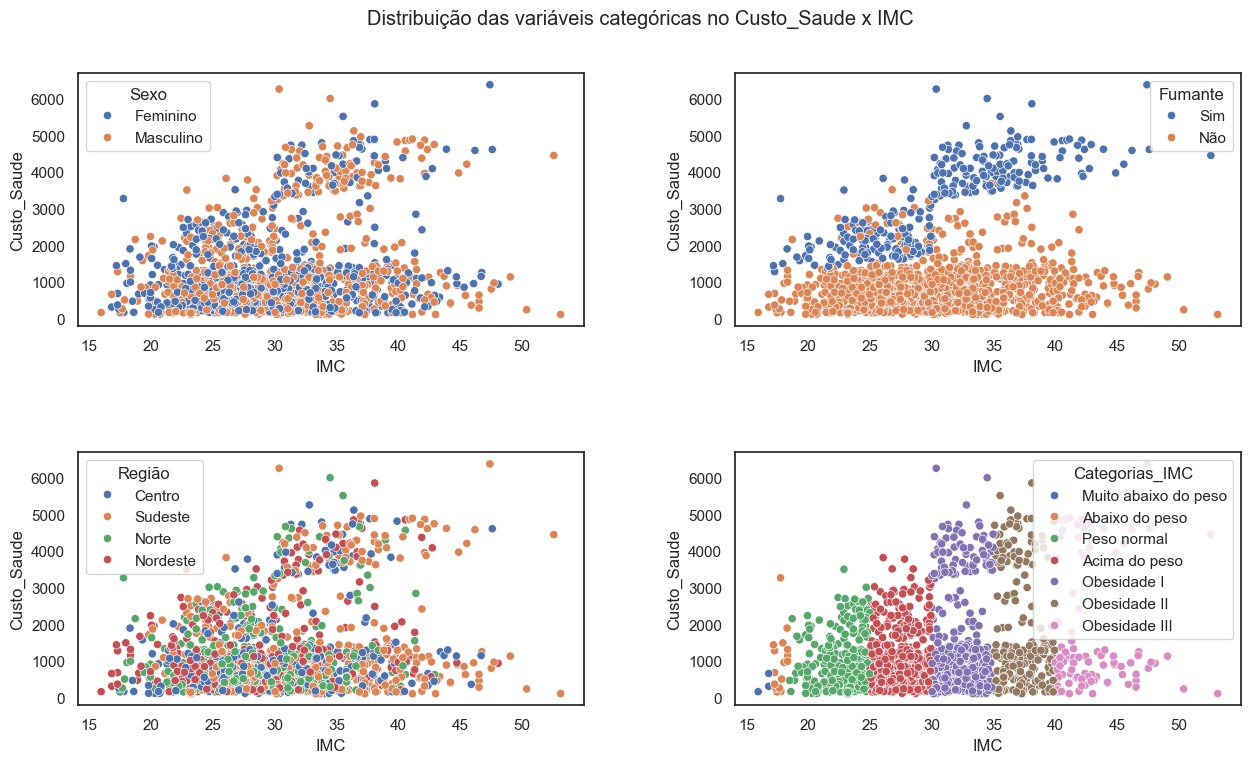 Distribuição das variáveis categóricas no Custo_Saude x IMC
Sexo
Feminino
Masculino
6000
5000
4000
3000
2000
1000
0
Custo_Saude
15 20 25 30 35 40 45 50
IMC
Fumante
Sim
Não
6000
5000
4000
3000
2000
1000
0
Custo_Saude
15 20 25 30 35 40 45 50
IMC
Região
Centro
Sudeste
Norte
Nordeste
6000
5000
4000
3000
2000
1000
0
Custo_Saude
15 20 25 30 35 40 45 50
IMC
Categorias_IMC
Muito abaixo do peso
Abaixo do peso
Peso normal
Acima do peso
Obesidade I
Obesidade II
Obesidade III
6000
5000
4000
3000
2000
1000
0
Custo_Saude
15 20 25 30 35 40 45 50
IMC